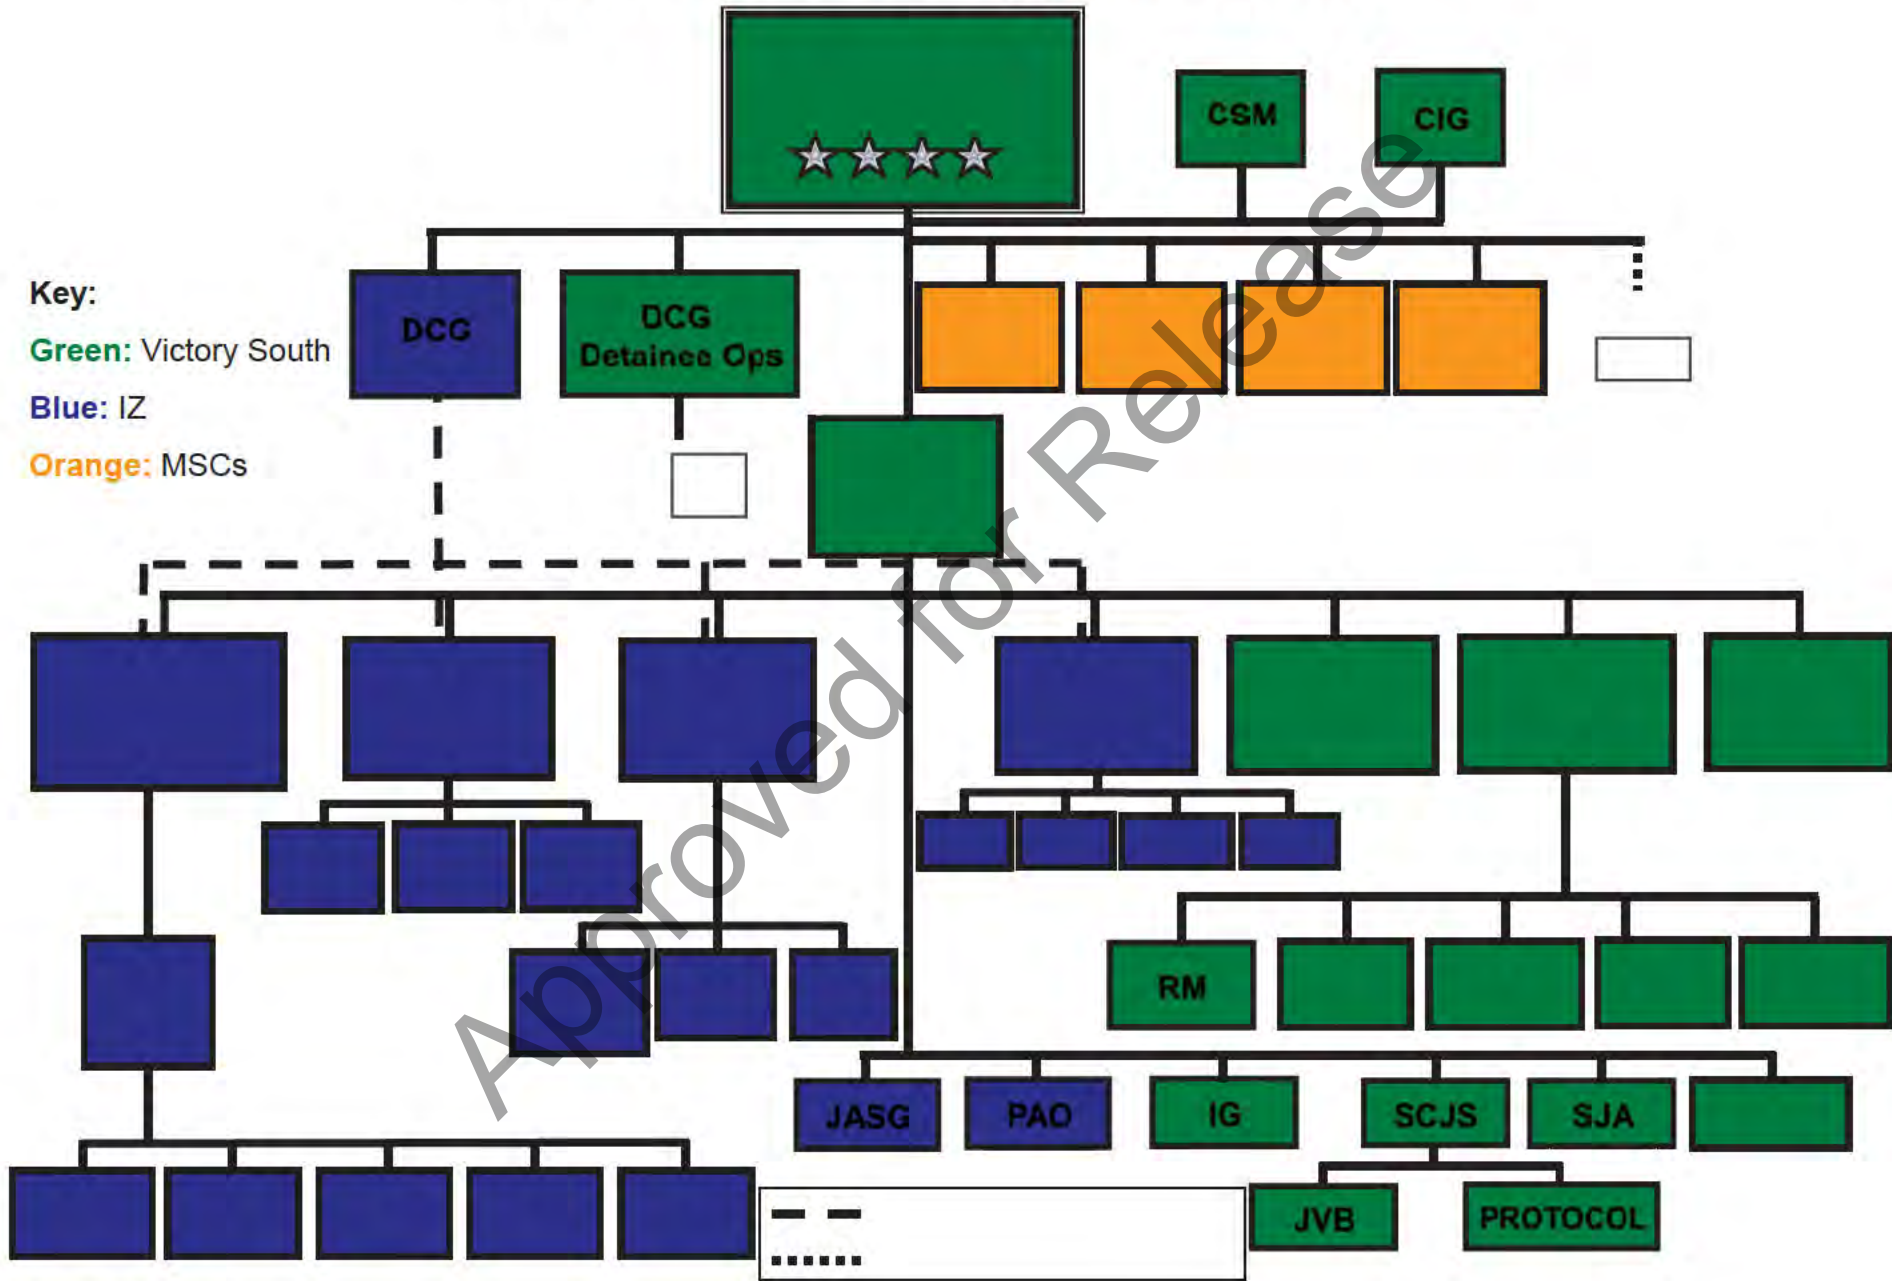 CSM
CIG
Key:
Green: Victory South
Blue: IZ
Orange: MSCs
DCG
DCG
Detainee Ops
RM
JASG
PAO
IG
SCJS
SJA
JVB
PROTOCOL
Approved for Release